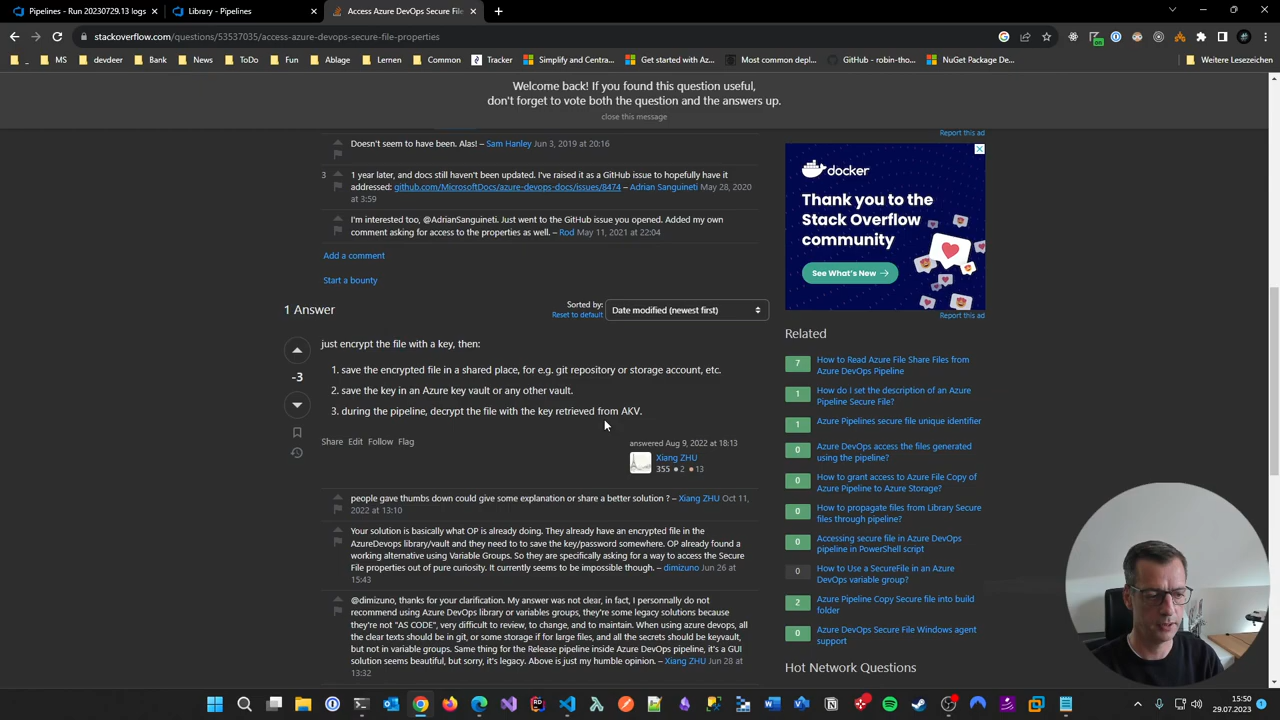 Pipelines - Run 20230729.13 logs
Library - Pipelines
Access Azure DevOps Secure File
stackoverflow.com/questions/53537035/access-azure-devops-secure-file-properties
MS
devdeer
Bank
News
ToDo
Fun
Ablage
Lernen
Common
Tracker
Simplify and Centra...
Get started with Az...
Most common depl...
GitHub - robin-tho...
NuGet Package De...
Weitere Lesezeichen
Welcome back! If you found this question useful,
don't forget to vote both the question and the answers up.
close this message
Report this ad
Doesn't seem to have been. Alas! – Sam Hanley Jun 3, 2019 at 20:16
3
1 year later, and docs still haven't been updated. I've raised it as a GitHub issue to hopefully have it
addressed: github.com/MicrosoftDocs/azure-devops-docs/issues/8474 – Adrian Sanguineti May 28, 2020
at 3:59
I'm interested too, @AdrianSanguineti. Just went to the GitHub issue you opened. Added my own
comment asking for access to the properties as well. – Rod May 11, 2021 at 22:04
Add a comment
Start a bounty
1 Answer
Sorted by:
Reset to default
Date modified (newest first)
just encrypt the file with a key, then:
-3
1. save the encrypted file in a shared place, for e.g. git repository or storage account, etc.
2. save the key in an Azure key vault or any other vault.
3. during the pipeline, decrypt the file with the key retrieved from AKV.
Share Edit Follow Flag
answered Aug 9, 2022 at 18:13
Xiang ZHU
355 2 13
people gave thumbs down could give some explanation or share a better solution ? – Xiang ZHU Oct 11,
2022 at 13:10
Your solution is basically what OP is already doing. They already have an encrypted file in the
AzureDevops library/vault and they need to save the key/password somewhere. OP already found a
working alternative using Variable Groups. So they are specifically asking for a way to access the Secure
File properties out of pure curiosity. It currently seems to be impossible though. – dimizuno Jun 26 at
15:43
@dimizuno, thanks for your clarification. My answer was not clear, in fact, I personnally do not
recommend using Azure DevOps library or variables groups, they're some legacy solutions because
they're not "AS CODE", very difficult to review, to change, and to maintain. When using azure devops, all
the clear texts should be in git, or some storage if for large files, and all the secrets should be keyvault,
but not in variable groups. Same thing for the Release pipeline inside Azure DevOps pipeline, it's a GUI
solution seems beautiful, but sorry, it's legacy. Above is just my humble opinion. – Xiang ZHU Jun 28 at
13:32
docker
Thank you to the
Stack Overflow
community
See What's New
Report this ad
Related
7 How to Read Azure File Share Files from
Azure DevOps Pipeline
1 How do I set the description of an Azure
Pipeline Secure File?
1 Azure Pipelines secure file unique identifier
0 Azure DevOps access the files generated
using the pipeline?
0 How to grant access to Azure File Copy of
Azure Pipeline to Azure Storage?
0 How to propagate files from Library Secure
files through pipeline?
0 Accessing secure file in Azure DevOps
pipeline in PowerShell script
0 How to Use a SecureFile in an Azure
DevOps variable group?
2 Azure Pipeline Copy Secure file into build
folder
0 Azure DevOps Secure File Windows agent
support
Hot Network Questions
15:50
29.07.2023